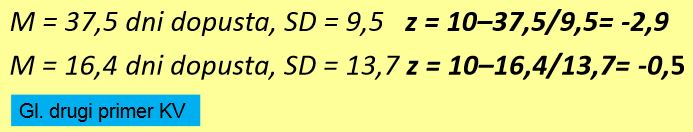 M = 37,5 dni dopusta, SD = 9,5 z = 10–37,5/9,5= -2,9
M = 16,4 dni dopusta, SD = 13,7 z = 10–16,4/13,7= -0,5
Gl. drugi primer KV